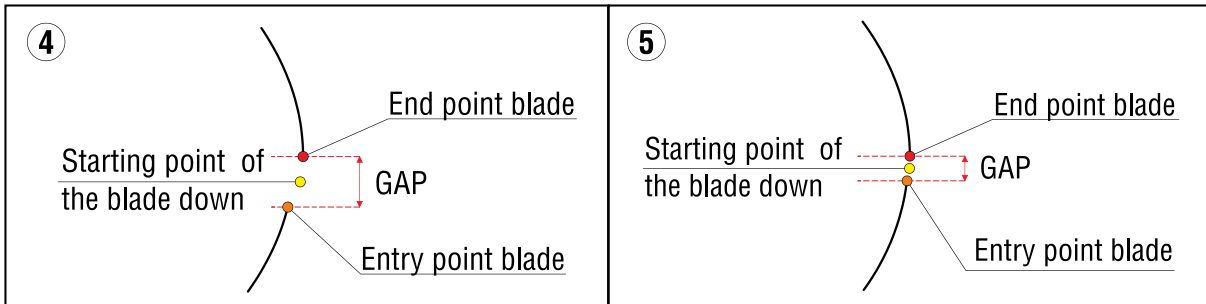 4
End point blade
Starting point of
the blade down
GAP
Entry point blade
5
End point blade
Starting point of
the blade down
GAP
Entry point blade